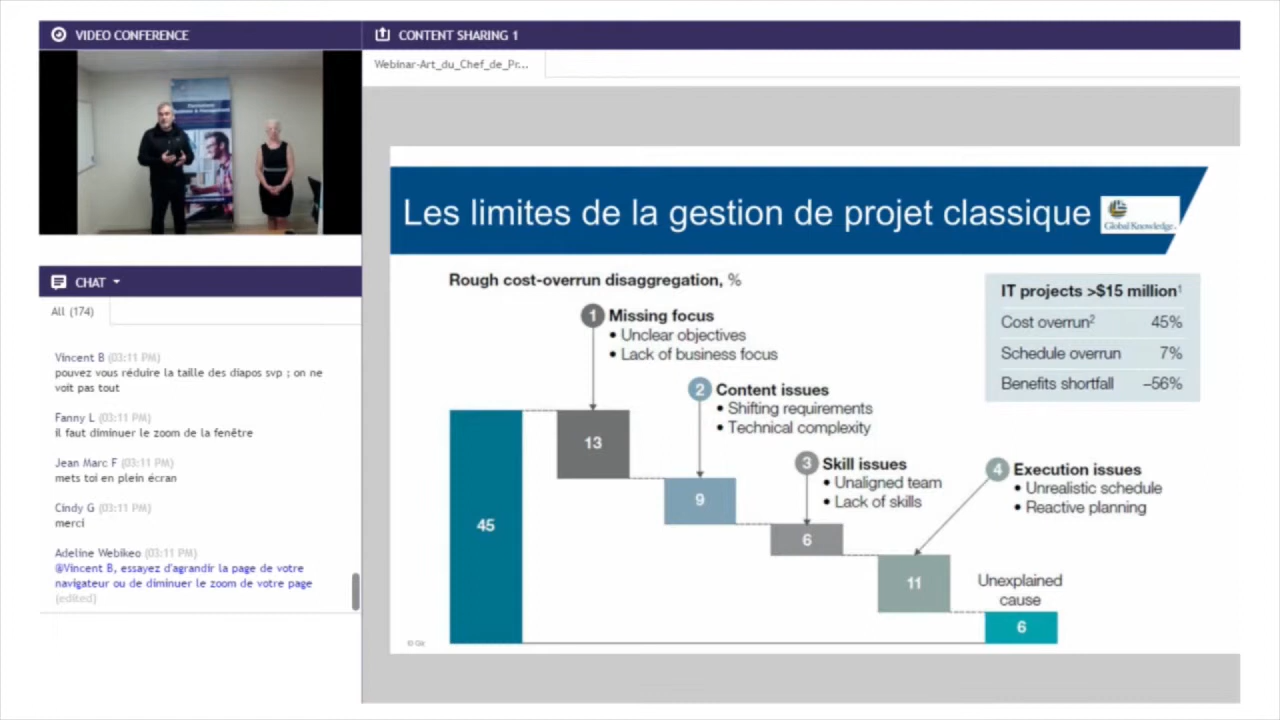 VIDEO CONFERENCE
CONTENT SHARING 1
Webinar-Art_du_Chef_de_Pr...
CHAT
All (174)
Vincent B (03:11 PM)
pouvez vous réduire la taille des diapos svp ; on ne
voit pas tout
Fanny L (03:11 PM)
il faut diminuer le zoom de la fenêtre
Jean Marc F (03:11 PM)
mets toi en plein écran
Cindy G (03:11 PM)
merci
Adeline Webikeo (03:11 PM)
@Vincent B, essayez d'agrandir la page de votre
navigateur ou de diminuer le zoom de votre page
(edited)
Les limites de la gestion de projet classique
Global Knowledge
Rough cost-overrun disaggregation, %
IT projects >$15 million¹
Cost overrun² 45%
Schedule overrun 7%
Benefits shortfall –56%
1 Missing focus
• Unclear objectives
• Lack of business focus
2 Content issues
• Shifting requirements
• Technical complexity
3 Skill issues
• Unaligned team
• Lack of skills
4 Execution issues
• Unrealistic schedule
• Reactive planning
45
13
9
6
11
Unexplained
cause
6